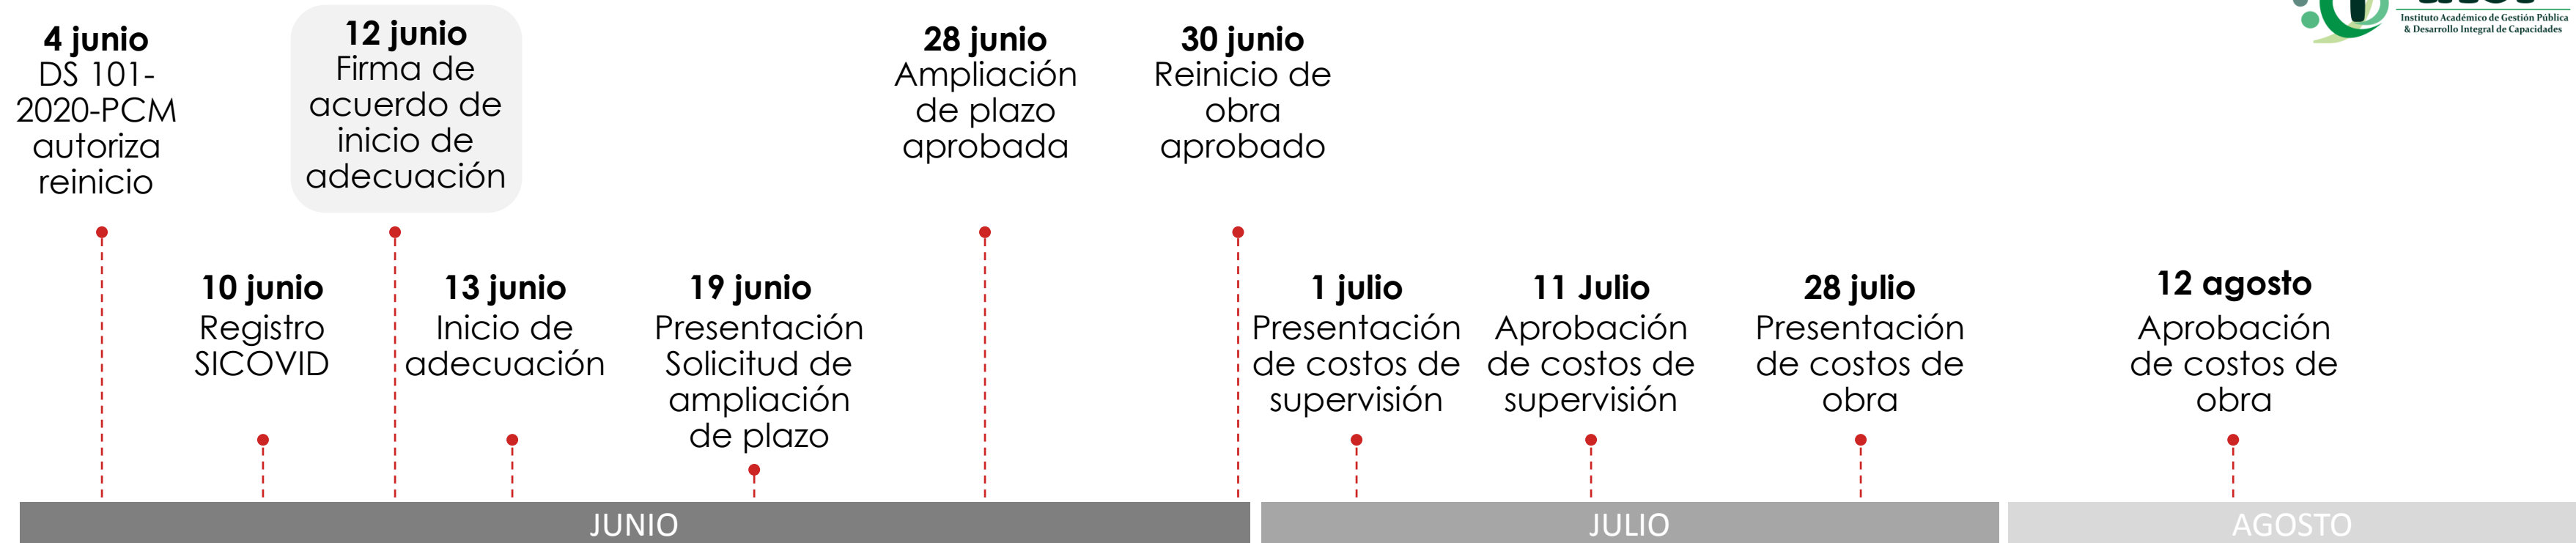 4 junio
DS 101-
2020-PCM
autoriza
reinicio
12 junio
Firma de
acuerdo de
inicio de
adecuación
28 junio
Ampliación
de plazo
aprobada
30 junio
Reinicio de
obra
aprobado
Instituto Académico de Gestión Pública
& Desarrollo Integral de Capacidades
10 junio
Registro
SICOVID
13 junio
Inicio de
adecuación
19 junio
Presentación
Solicitud de
ampliación
de plazo
1 julio
Presentación
de costos de
supervisión
11 Julio
Aprobación
de costos de
supervisión
28 julio
Presentación
de costos de
obra
12 agosto
Aprobación
de costos de
obra
JUNIO
JULIO
AGOSTO